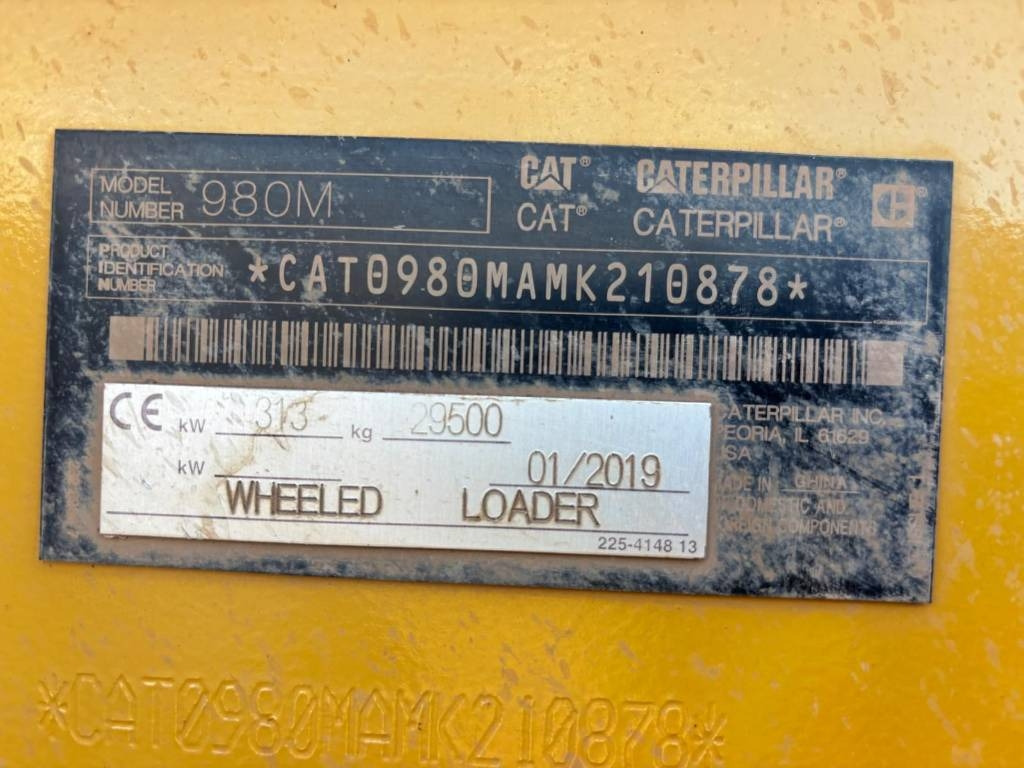 MODEL NUMBER 980M
CAT® CATERPILLAR®
CAT® CATERPILLAR®
PRODUCT IDENTIFICATION NUMBER *CAT0980MAMK210878*
CE kW 313 kg 29500
kW 01/2019
WHEELED LOADER
225-4148 13
CATERPILLAR INC.
PEORIA, IL 61629
USA
MADE IN CHINA
DOMESTIC AND
FOREIGN COMPONENTS
*CAT0980MAMK210878*